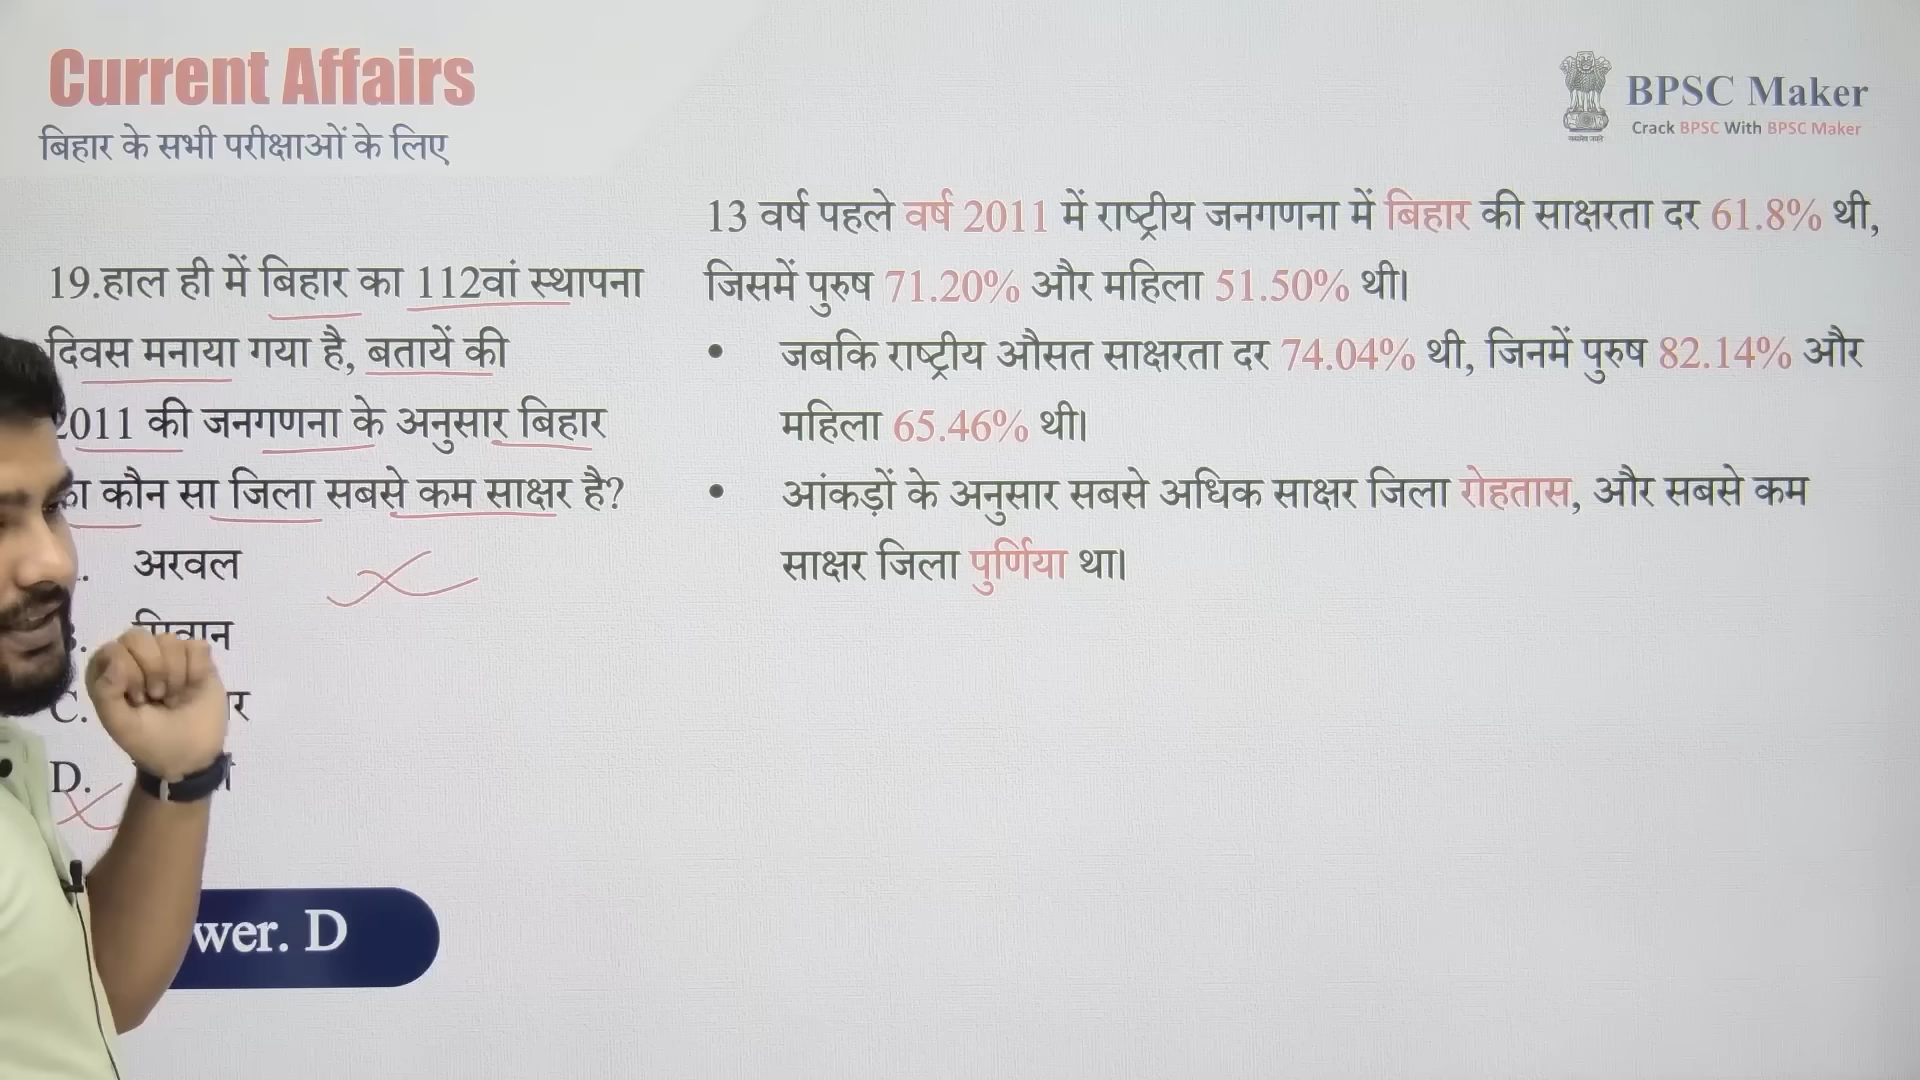 Current Affairs
बिहार के सभी परीक्षाओं के लिए
BPSC Maker
Crack BPSC With BPSC Maker
19.हाल ही में बिहार का 112वां स्थापना
दिवस मनाया गया है, बतायें की
2011 की जनगणना के अनुसार बिहार
का कौन सा जिला सबसे कम साक्षर है?
अरवल
C.
D.
wer. D
13 वर्ष पहले वर्ष 2011 में राष्ट्रीय जनगणना में बिहार की साक्षरता दर 61.8% थी,
जिसमें पुरुष 71.20% और महिला 51.50% थी।
• जबकि राष्ट्रीय औसत साक्षरता दर 74.04% थी, जिनमें पुरुष 82.14% और
महिला 65.46% थी।
• आंकड़ों के अनुसार सबसे अधिक साक्षर जिला रोहतास, और सबसे कम
साक्षर जिला पुर्णिया था।